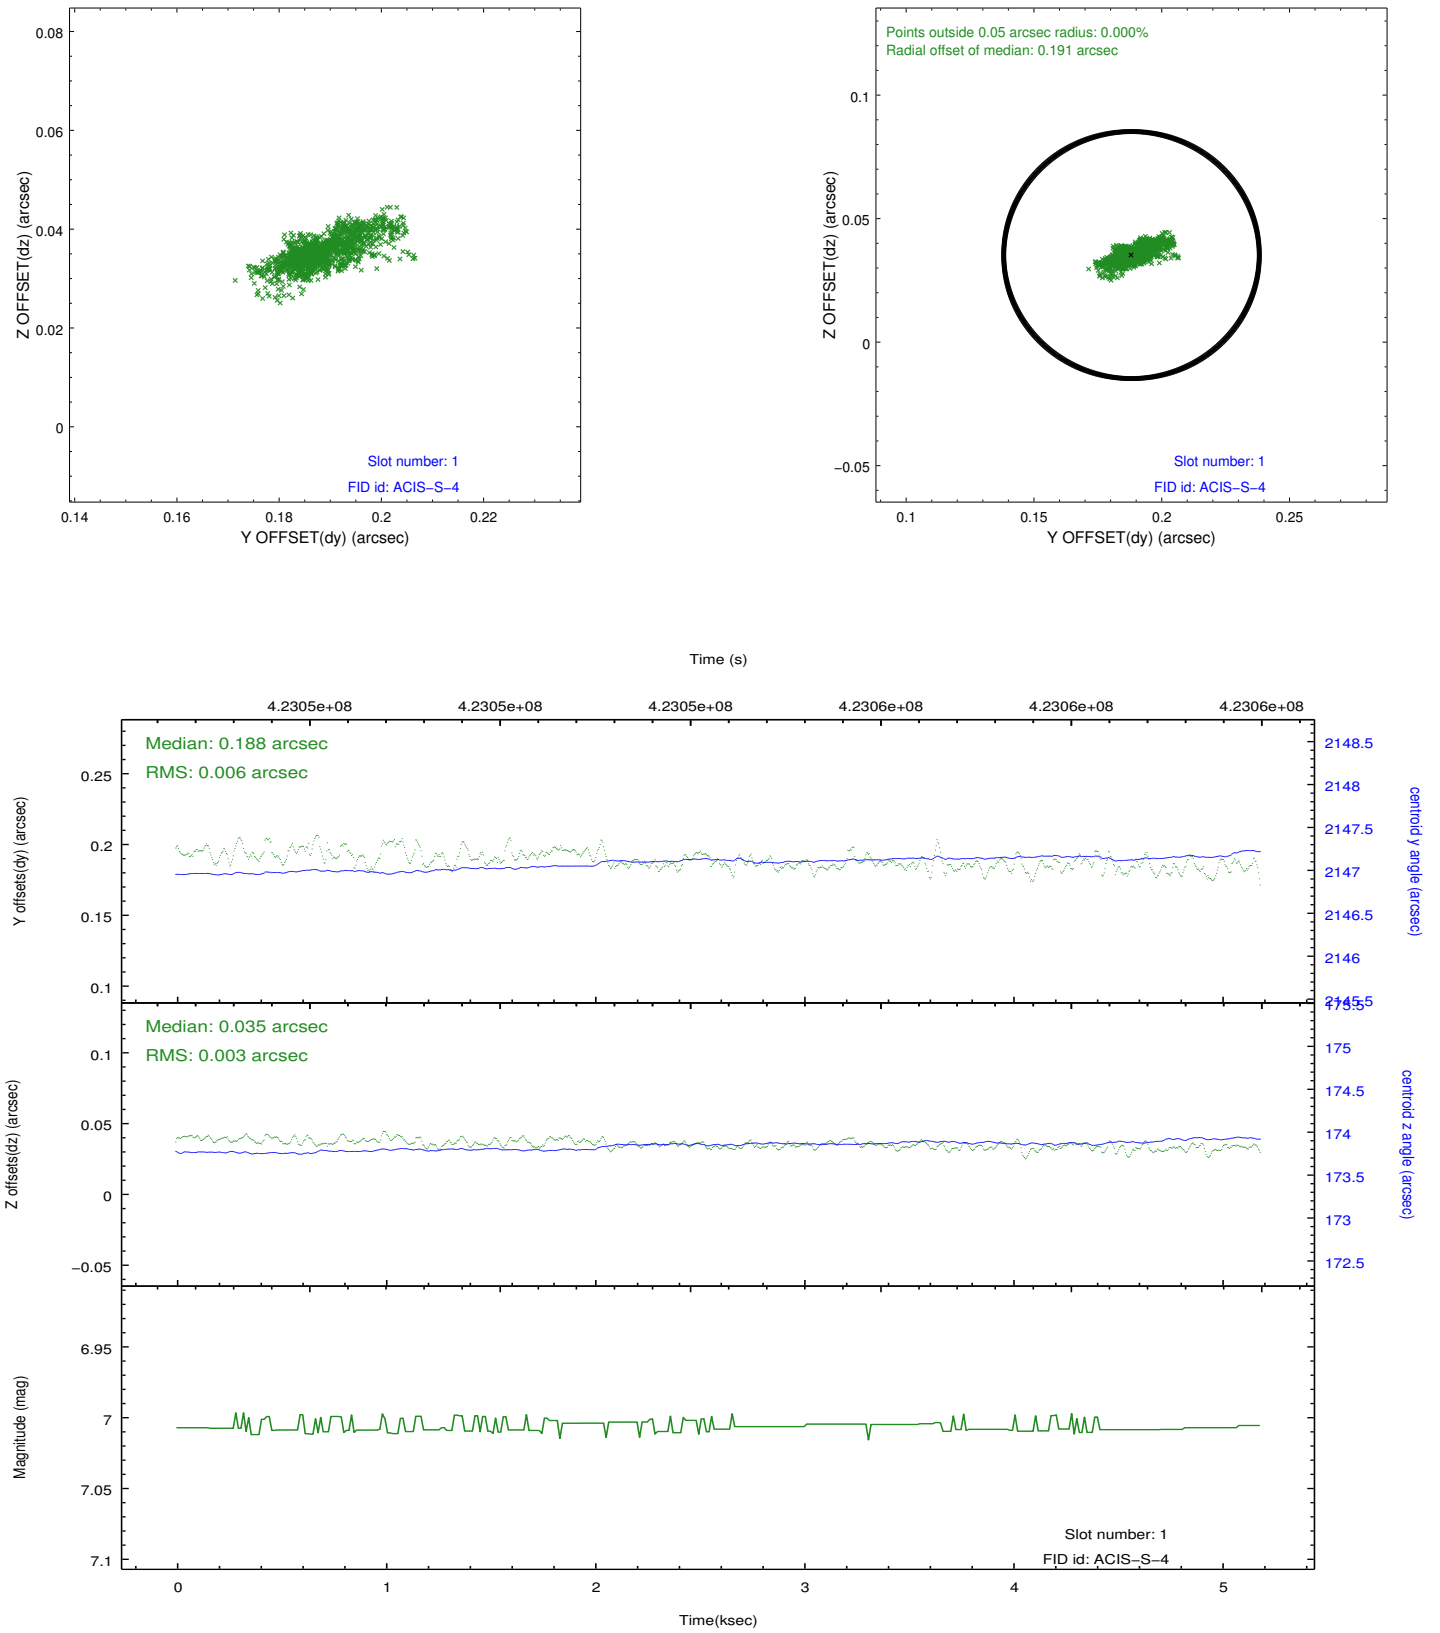 0.08
0.06
0.04
0.02
0
Z OFFSET(dz) (arcsec)
Slot number: 1
FID id: ACIS−S−4
0.14 0.16 0.18 0.2 0.22
Y OFFSET(dy) (arcsec)
Points outside 0.05 arcsec radius: 0.000%
Radial offset of median: 0.191 arcsec
0.1
0.05
0
−0.05
Z OFFSET(dz) (arcsec)
Slot number: 1
FID id: ACIS−S−4
0.1 0.15 0.2 0.25
Y OFFSET(dy) (arcsec)
Time (s)
4.2305e+08 4.2305e+08 4.2305e+08 4.2306e+08 4.2306e+08 4.2306e+08
Median: 0.188 arcsec
RMS: 0.006 arcsec
0.25
0.2
0.15
0.1
Y offsets(dy) (arcsec)
2148.5
2148
2147.5
2147
2146.5
2146
2145.5
centroid y angle (arcsec)
Median: 0.035 arcsec
RMS: 0.003 arcsec
0.1
0.05
0
−0.05
Z offsets(dz) (arcsec)
175.5
175
174.5
174
173.5
173
172.5
centroid z angle (arcsec)
6.95
7
7.05
7.1
Magnitude (mag)
Slot number: 1
FID id: ACIS−S−4
0 1 2 3 4 5
Time(ksec)